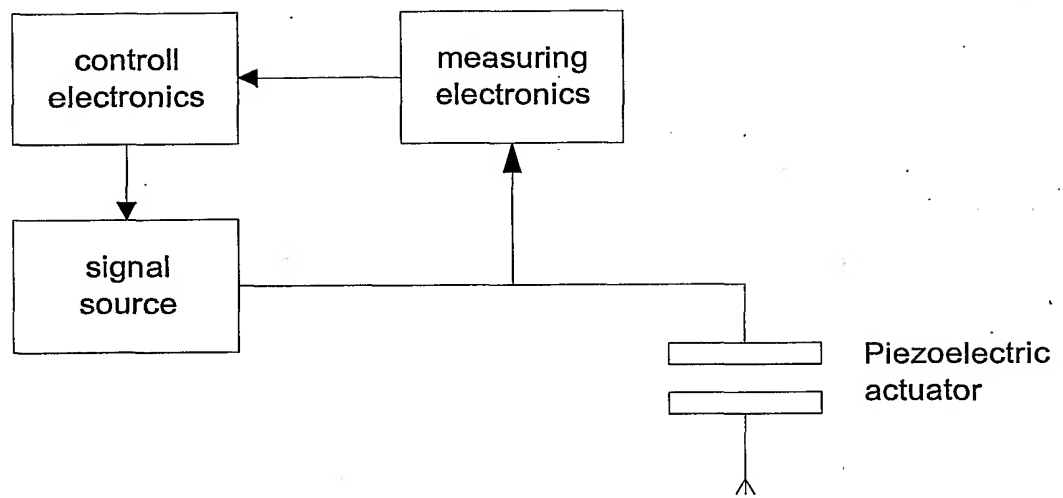 controll
electronics
measuring
electronics
signal
source
Piezoelectric
actuator